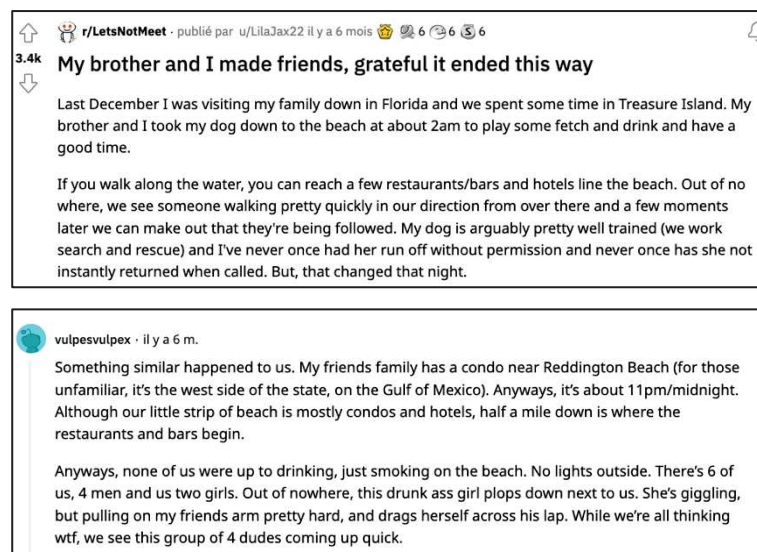 r/LetsNotMeet · publié par u/LilaJax22 il y a 6 mois 6 6 6
3.4k
My brother and I made friends, grateful it ended this way
Last December I was visiting my family down in Florida and we spent some time in Treasure Island. My
brother and I took my dog down to the beach at about 2am to play some fetch and drink and have a
good time.
If you walk along the water, you can reach a few restaurants/bars and hotels line the beach. Out of no
where, we see someone walking pretty quickly in our direction from over there and a few moments
later we can make out that they're being followed. My dog is arguably pretty well trained (we work
search and rescue) and I've never once had her run off without permission and never once has she not
instantly returned when called. But, that changed that night.
vulpesvulpex · il y a 6 m.
Something similar happened to us. My friends family has a condo near Reddington Beach (for those
unfamiliar, it's the west side of the state, on the Gulf of Mexico). Anyways, it's about 11pm/midnight.
Although our little strip of beach is mostly condos and hotels, half a mile down is where the
restaurants and bars begin.
Anyways, none of us were up to drinking, just smoking on the beach. No lights outside. There's 6 of
us, 4 men and us two girls. Out of nowhere, this drunk ass girl plops down next to us. She's giggling,
but pulling on my friends arm pretty hard, and drags herself across his lap. While we're all thinking
wtf, we see this group of 4 dudes coming up quick.